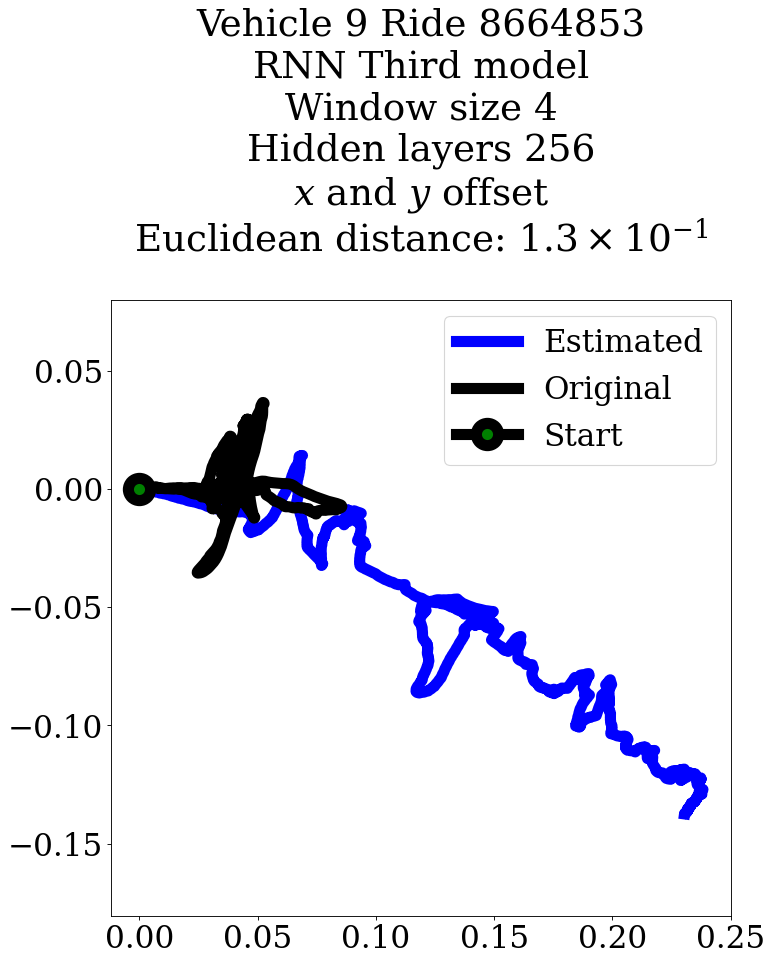 Vehicle 9 Ride 8664853
RNN Third model
Window size 4
Hidden layers 256
x and y offset
Euclidean distance: 1.3 × 10⁻¹
Estimated
Original
Start
0.05
0.00
−0.05
−0.10
−0.15
0.00 0.05 0.10 0.15 0.20 0.25